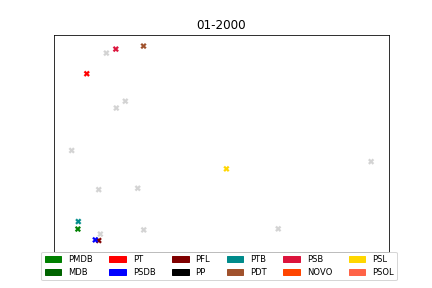 01-2000
PMDB PT PFL PTB PSB PSL
MDB PSDB PP PDT NOVO PSOL